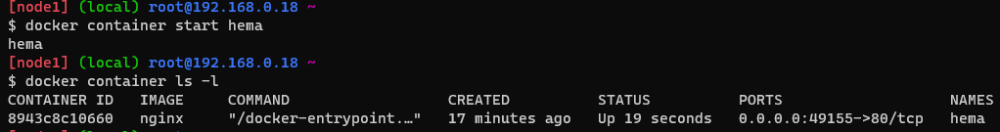 [node1] (local) root@192.168.0.18 ~
$ docker container start hema
hema
[node1] (local) root@192.168.0.18 ~
$ docker container ls -l
CONTAINER ID   IMAGE     COMMAND                  CREATED          STATUS          PORTS                   NAMES
8943c8c10660   nginx     "/docker-entrypoint.…"   17 minutes ago   Up 19 seconds   0.0.0.0:49155->80/tcp   hema